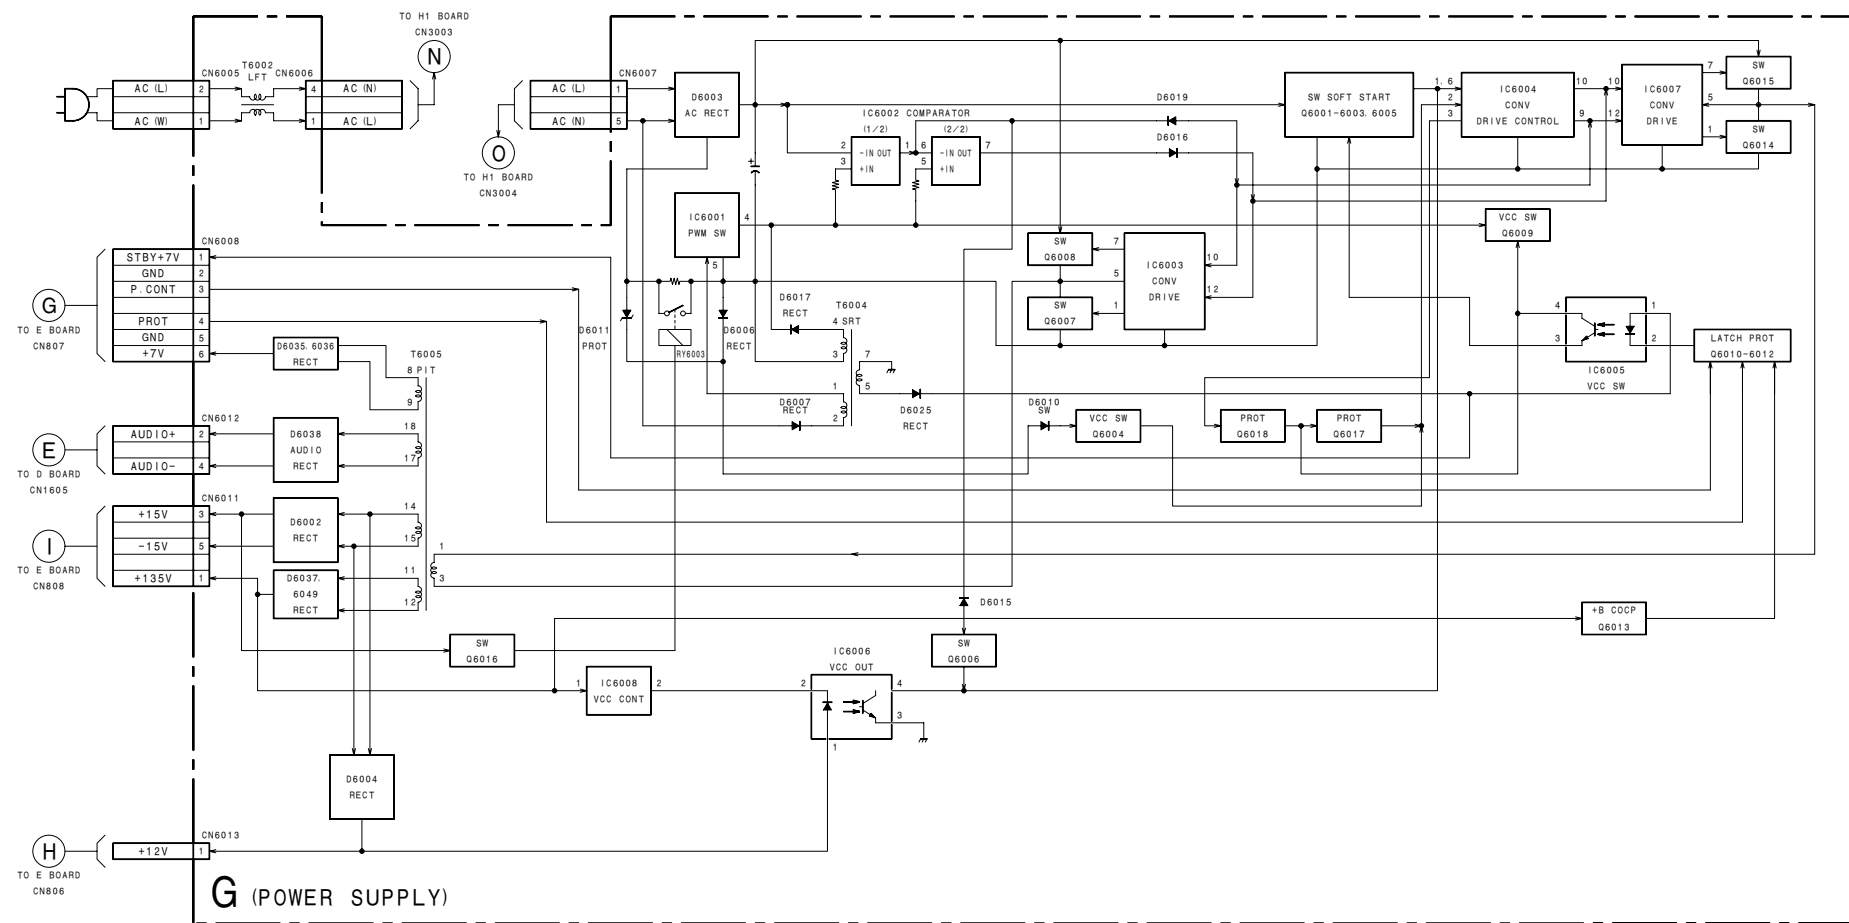 TO H1 BOARD
CN3003
N
CN6005
T6002
LFT
CN6006
AC (L) 2
AC (W) 1
4 AC (N)
1 AC (L)
O
TO H1 BOARD
CN3004
CN6007
AC (L) 1
AC (N) 5
D6003
AC RECT
IC6002 COMPARATOR
(1/2)
(2/2)
2
3
-IN OUT
+IN
1
6
5
-IN OUT
+IN
7
D6019
D6016
SW SOFT START
Q6001-6003. 6005
1. 6
2
3
IC6004
CONV
DRIVE CONTROL
10
9
10
12
IC6007
CONV
DRIVE
7
5
1
SW
Q6015
SW
Q6014
+
IC6001
PWM SW
4
5
VCC SW
Q6009
SW
Q6008
SW
Q6007
7
5
1
IC6003
CONV
DRIVE
10
12
G
TO E BOARD
CN807
CN6008
STBY+7V 1
GND 2
P. CONT 3
PROT 4
GND 5
+7V 6
D6011
PROT
RY6003
D6006
RECT
D6017
RECT
T6004
4 SRT
3
7
5
1
2
D6007
RECT
D6025
RECT
D6010
SW
VCC SW
Q6004
PROT
Q6018
PROT
Q6017
4
3
1
2
IC6005
VCC SW
LATCH PROT
Q6010-6012
D6035. 6036
RECT
T6005
8 PIT
9
E
TO D BOARD
CN1605
CN6012
AUDIO+ 2
AUDIO- 4
D6038
AUDIO
RECT
18
17
I
TO E BOARD
CN808
CN6011
+15V 3
-15V 5
+135V 1
D6002
RECT
14
15
D6037.
6049
RECT
11
12
1
3
D6015
SW
Q6016
SW
Q6006
+B COCP
Q6013
1
IC6008
VCC CONT
2
IC6006
VCC OUT
2
4
3
1
D6004
RECT
H
TO E BOARD
CN806
CN6013
+12V 1
G (POWER SUPPLY)